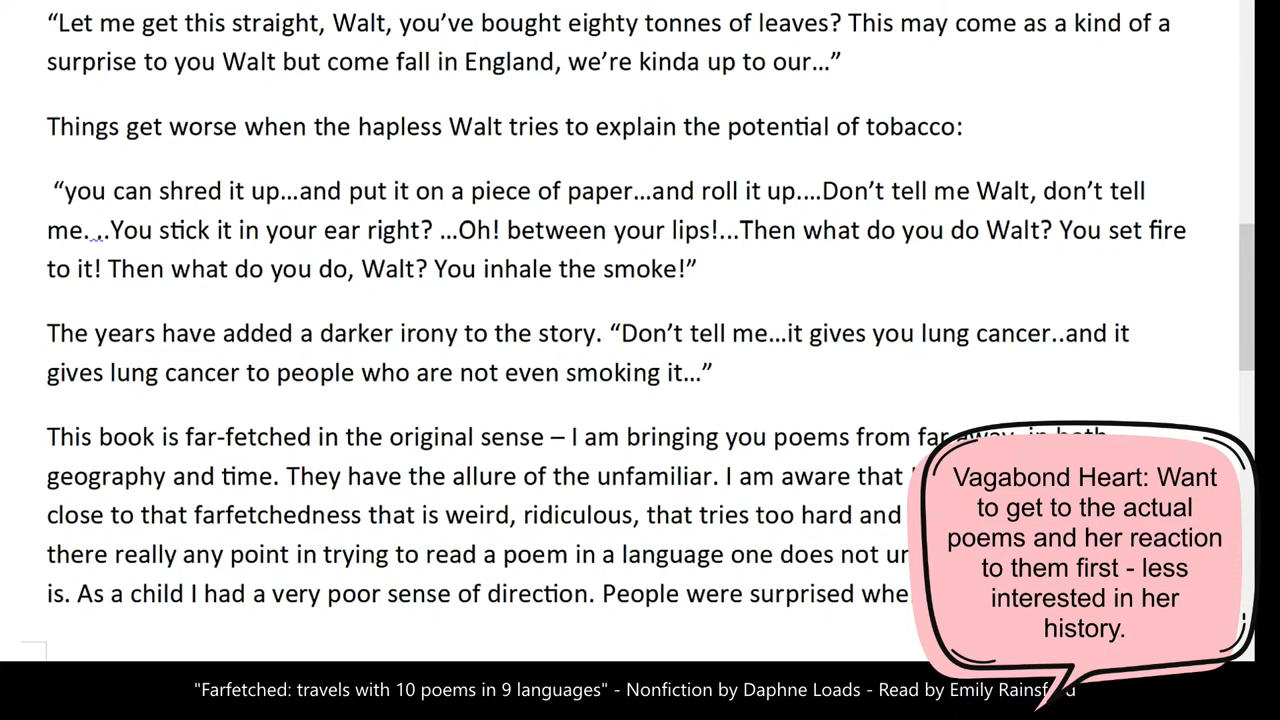 “Let me get this straight, Walt, you’ve bought eighty tonnes of leaves? This may come as a kind of a
surprise to you Walt but come fall in England, we’re kinda up to our…”
Things get worse when the hapless Walt tries to explain the potential of tobacco:
“you can shred it up…and put it on a piece of paper…and roll it up.…Don’t tell me Walt, don’t tell
me. ..You stick it in your ear right? …Oh! between your lips!...Then what do you do Walt? You set fire
to it! Then what do you do, Walt? You inhale the smoke!”
The years have added a darker irony to the story. “Don’t tell me…it gives you lung cancer..and it
gives lung cancer to people who are not even smoking it…”
This book is far-fetched in the original sense – I am bringing you poems from far away, in both
geography and time. They have the allure of the unfamiliar. I am aware that
close to that farfetchedness that is weird, ridiculous, that tries too hard and
there really any point in trying to read a poem in a language one does not
is. As a child I had a very poor sense of direction. People were surprised
Vagabond Heart: Want
to get to the actual
poems and her reaction
to them first - less
interested in her
history.
"Farfetched: travels with 10 poems in 9 languages" - Nonfiction by Daphne Loads - Read by Emily Rainsford